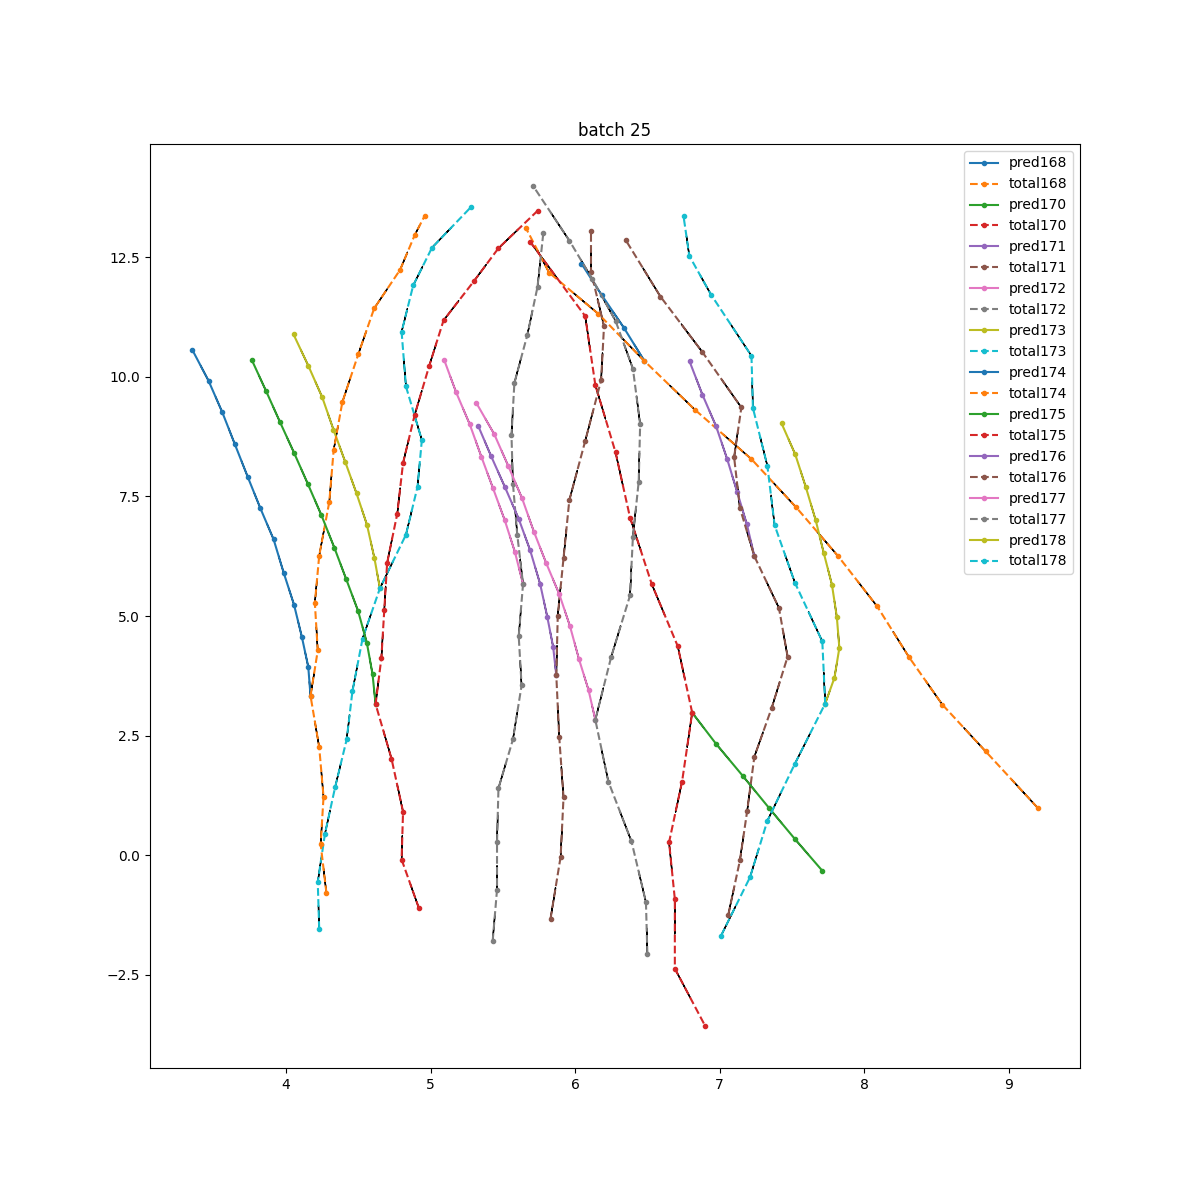 batch 25
pred168
total168
pred170
total170
pred171
total171
pred172
total172
pred173
total173
pred174
total174
pred175
total175
pred176
total176
pred177
total177
pred178
total178
12.5
10.0
7.5
5.0
2.5
0.0
−2.5
4 5 6 7 8 9